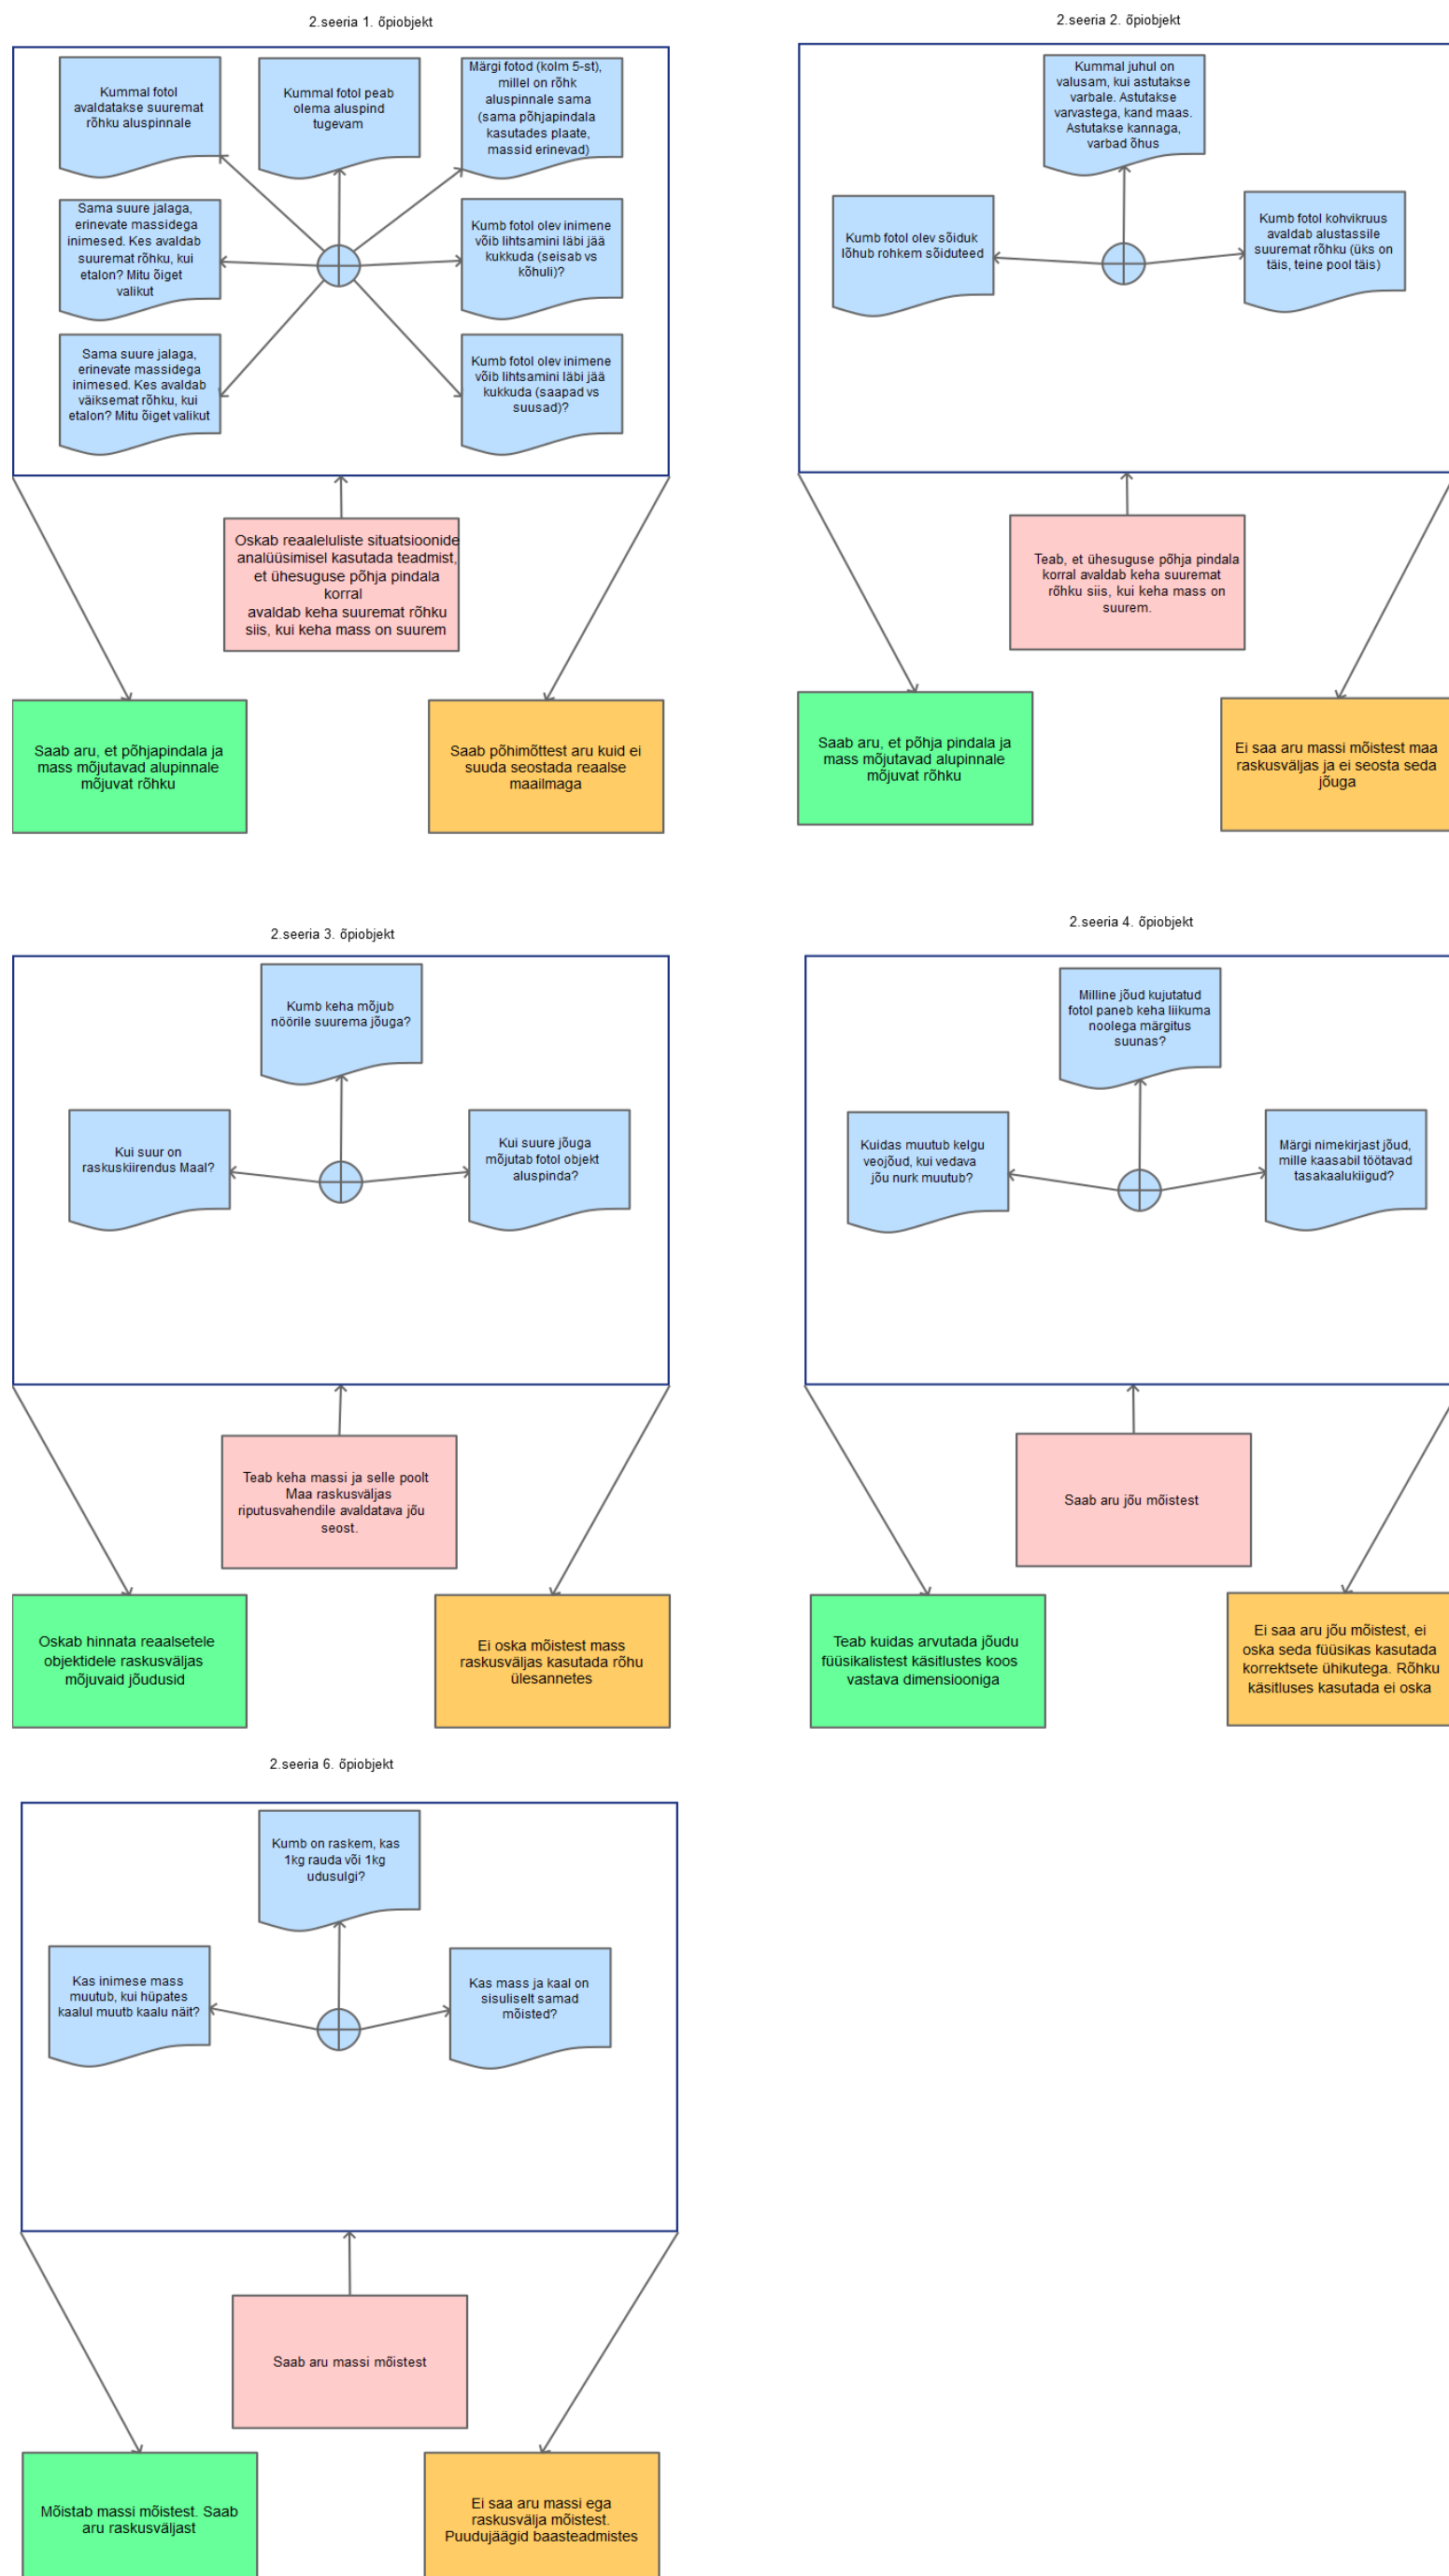 2.seeria 1. õpiobjekt
Kummal fotol
avaldatakse suuremat
rõhku aluspinnale
Kummal fotol peab
olema aluspind
tugevam
Märgi fotod (kolm 5-st),
millel on rõhk
aluspinnale sama
(sama põhjapindala
kasutades plaate,
massid erinevad)
Sama suure jalaga,
erinevate massidega
inimesed. Kes avaldab
suuremat rõhku, kui
etalon? Mitu õiget
valikut
Kumb fotol olev inimene
võib lihtsamini läbi jää
kukkuda (seisab vs
kõhuli)?
Sama suure jalaga,
erinevate massidega
inimesed. Kes avaldab
väiksemat rõhku, kui
etalon? Mitu õiget valikut
Kumb fotol olev inimene
võib lihtsamini läbi jää
kukkuda (saapad vs
suusad)?
Oskab reaaleluliste situatsioonide
analüüsimisel kasutada teadmist,
et ühesuguse põhja pindala
korral
avaldab keha suuremat rõhku
siis, kui keha mass on suurem
Saab aru, et põhjapindala ja
mass mõjutavad alupinnale
mõjuvat rõhku
Saab põhimõttest aru kuid ei
suuda seostada reaalse
maailmaga
2.seeria 2. õpiobjekt
Kummal juhul on
valusam, kui astutakse
varbale. Astutakse
varvastega, kand maas.
Astutakse kannaga,
varbad õhus
Kumb fotol olev sõiduk
lõhub rohkem sõiduteed
Kumb fotol kohvikruus
avaldab alustassile
suuremat rõhku (üks on
täis, teine pool täis)
Teab, et ühesuguse põhja pindala
korral avaldab keha suuremat
rõhku siis, kui keha mass on
suurem.
Saab aru, et põhja pindala ja
mass mõjutavad alupinnale
mõjuvat rõhku
Ei saa aru massi mõistest maa
raskusväljas ja ei seosta seda
jõuga
2.seeria 3. õpiobjekt
Kumb keha mõjub
nöörile suurema jõuga?
Kui suur on
raskuskiirendus Maal?
Kui suure jõuga
mõjutab fotol objekt
aluspinda?
Teab keha massi ja selle poolt
Maa raskusväljas
riputusvahendile avaldatava jõu
seost.
Oskab hinnata reaalsetele
objektidele raskusväljas
mõjuvaid jõudusid
Ei oska mõistest mass
raskusväljas kasutada rõhu
ülesannetes
2.seeria 4. õpiobjekt
Milline jõud kujutatud
fotol paneb keha liikuma
noolega märgitus
suunas?
Kuidas muutub kelgu
veojõud, kui vedava
jõu nurk muutub?
Märgi nimekirjast jõud,
mille kaasabil töötavad
tasakaalukiigud?
Saab aru jõu mõistest
Teab kuidas arvutada jõudu
füüsikalistest käsitlustes koos
vastava dimensiooniga
Ei saa aru jõu mõistest, ei
oska seda füüsikas kasutada
korrektsete ühikutega. Rõhku
käsitluses kasutada ei oska
2.seeria 6. õpiobjekt
Kumb on raskem, kas
1kg rauda või 1kg
udusulgi?
Kas inimese mass
muutub, kui hüpates
kaalul muutb kaalu näit?
Kas mass ja kaal on
sisuliselt samad
mõisted?
Saab aru massi mõistest
Mõistab massi mõistest. Saab
aru raskusväljast
Ei saa aru massi ega
raskusvälja mõistest.
Puudujäägid baasteadmistes